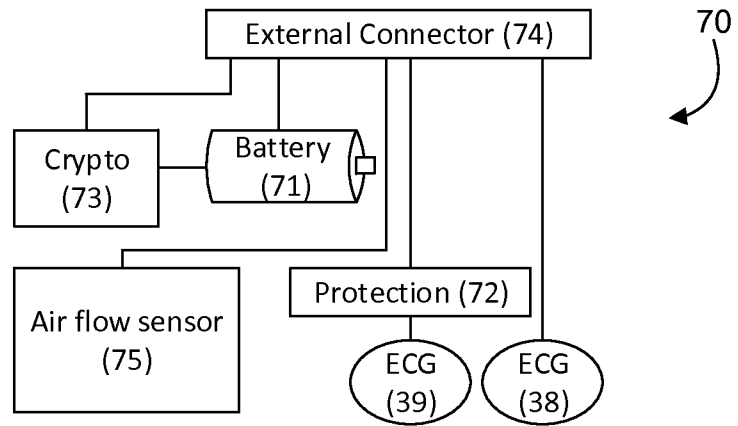 External Connector (74)
70
Crypto
(73)
Battery
(71)
Air flow sensor
(75)
Protection (72)
ECG
(39)
ECG
(38)